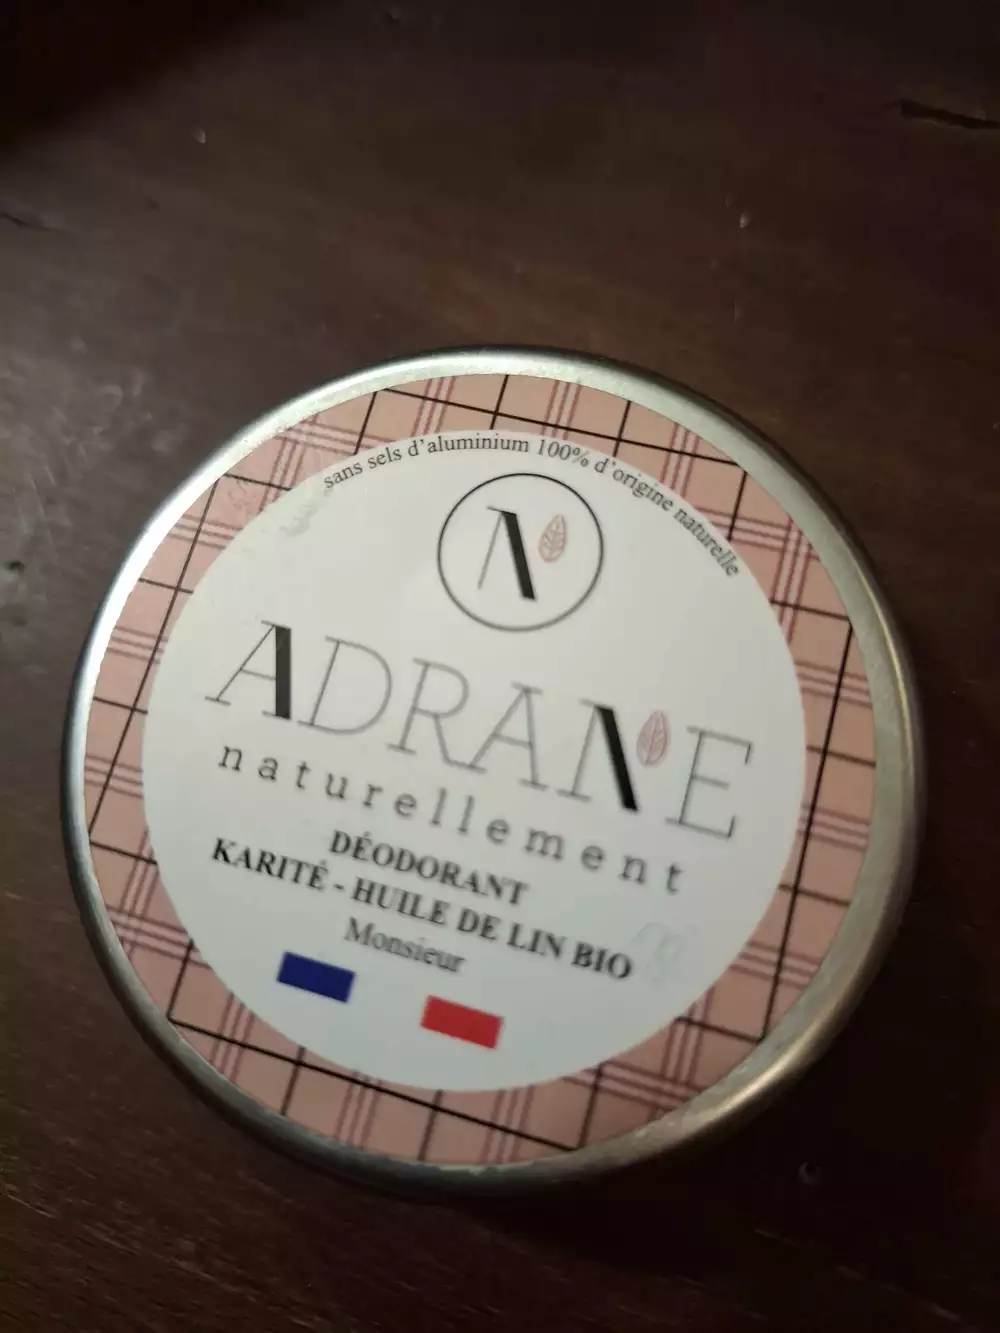 sans sels d'aluminium 100% d'origine naturelle
N
ADRANE
naturellement
DÉODORANT
KARITÉ - HUILE DE LIN BIO
Monsieur